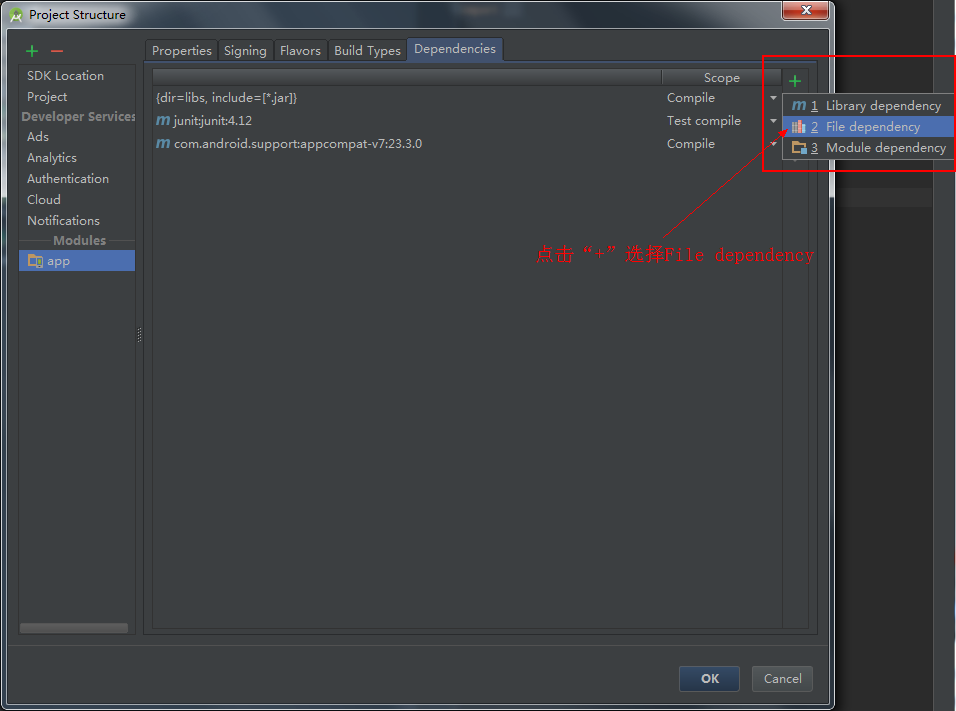 Project Structure
SDK Location
Project
Developer Services
Ads
Analytics
Authentication
Cloud
Notifications
Modules
app
Properties Signing Flavors Build Types Dependencies
Scope
{dir=libs, include=[*.jar]} Compile
m junit:junit:4.12 Test compile
m com.android.support:appcompat-v7:23.3.0 Compile
m 1 Library dependency
2 File dependency
3 Module dependency
点击“+”选择File dependency
OK Cancel